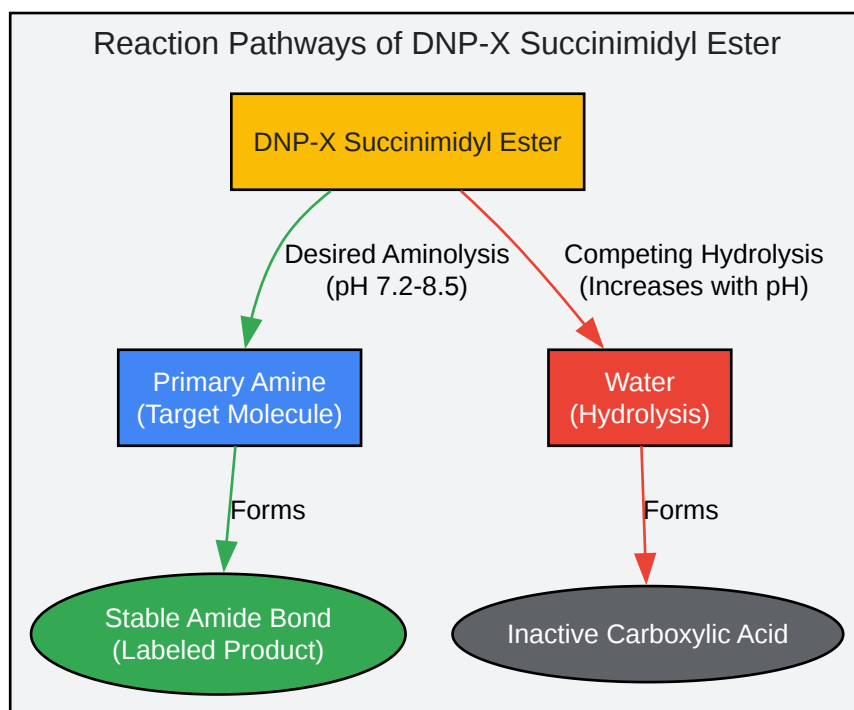 Reaction Pathways of DNP-X Succinimidyl Ester
DNP-X Succinimidyl Ester
Desired Aminolysis
(pH 7.2-8.5)
Competing Hydrolysis
(Increases with pH)
Primary Amine
(Target Molecule)
Water
(Hydrolysis)
Forms
Forms
Stable Amide Bond
(Labeled Product)
Inactive Carboxylic Acid